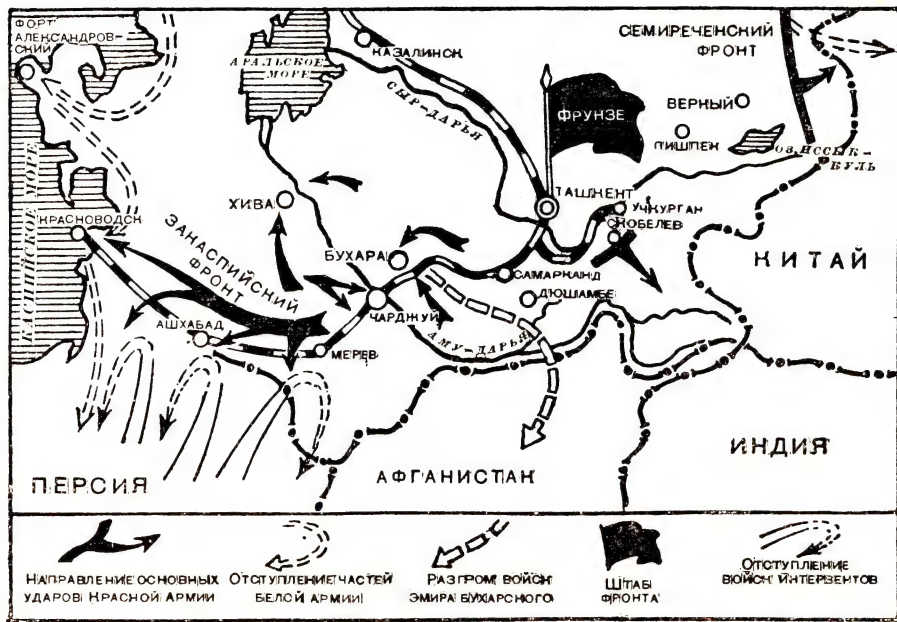 ФОРТ
АЛЕКСАНДРОВ-
СКИЙ
КАЗАЛИНСК
АРАЛЬСКОЕ
МОРЕ
СЫР-ДАРЬЯ
СЕМИРЕЧЕНСКИЙ
ФРОНТ
ФРУНЗЕ
ВЕРНЫЙ
ПИШПЕК
ОЗ. ИССЫК-
КУЛЬ
ТАШКЕНТ
УЧКУРГАН
СКОБЕЛЕВ
ХИВА
КРАСНОВОДСК
КАСПИЙСКОЕ МОРЕ
ЗАКАСПИЙСКИЙ
ФРОНТ
БУХАРА
САМАРКАНД
ДЮШАМБЕ
КИТАЙ
ЧАРДЖУЙ
АШХАБАД
МЕРЕВ
АМУ-ДАРЬЯ
ИНДИЯ
ПЕРСИЯ
АФГАНИСТАН
НАПРАВЛЕНИЕ ОСНОВНЫХ
УДАРОВ КРАСНОЙ АРМИИ
ОТСТУПЛЕНИЕ ЧАСТЕЙ
БЕЛОЙ АРМИИ
РАЗГРОМ ВОЙСК
ЭМИРА БУХАРСКОГО
ШТАБ
ФРОНТА
ОТСТУПЛЕНИЕ
ВОЙСК ИНТЕРВЕНТОВ